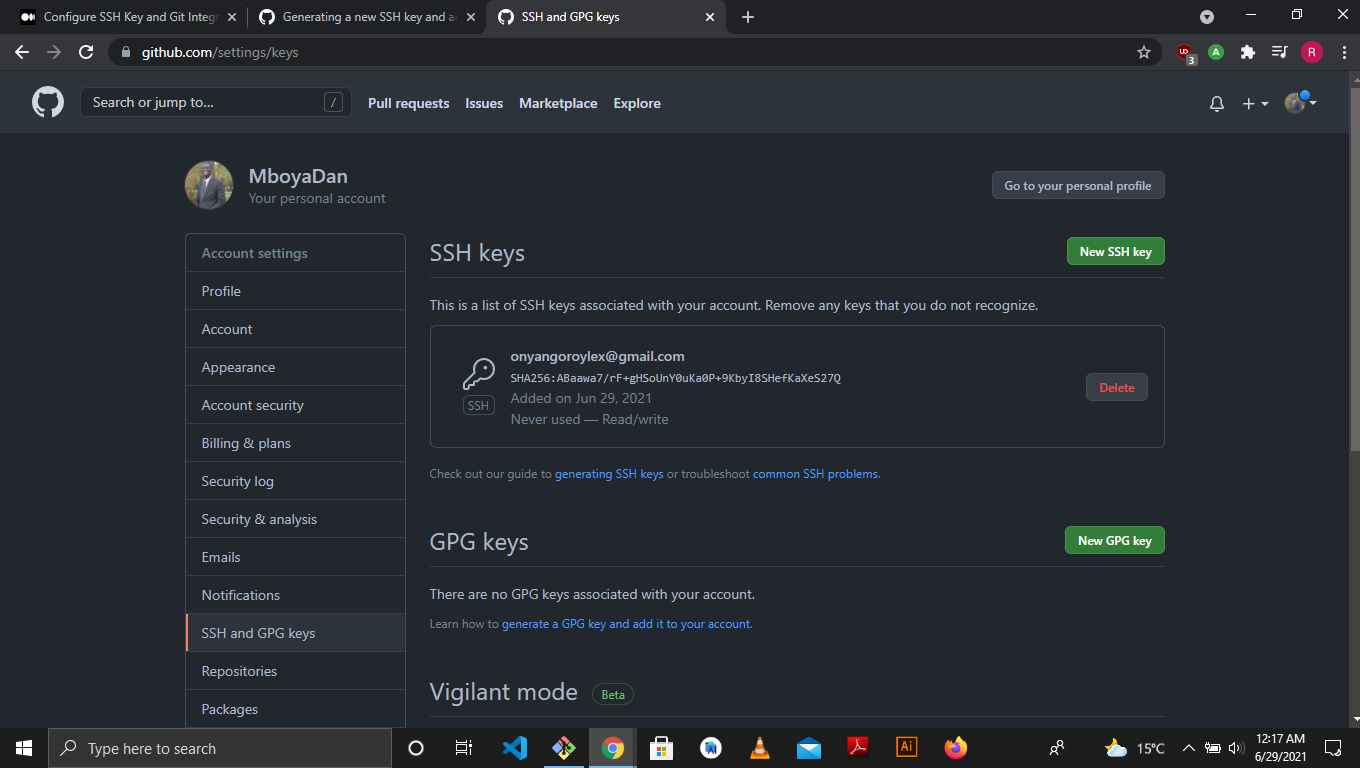 Configure SSH Key and Git Integr
Generating a new SSH key and a
SSH and GPG keys
github.com/settings/keys
3
A
R
Search or jump to...
/
Pull requests
Issues
Marketplace
Explore
MboyaDan
Your personal account
Go to your personal profile
Account settings
Profile
Account
Appearance
Account security
Billing & plans
Security log
Security & analysis
Emails
Notifications
SSH and GPG keys
Repositories
Packages
SSH keys
New SSH key
This is a list of SSH keys associated with your account. Remove any keys that you do not recognize.
onyangoroylex@gmail.com
SHA256:ABaawa7/rF+gHSoUnY0uKa0P+9KbyI8SHefKaXeS27Q
Added on Jun 29, 2021
Never used — Read/write
SSH
Delete
Check out our guide to generating SSH keys or troubleshoot common SSH problems.
GPG keys
New GPG key
There are no GPG keys associated with your account.
Learn how to generate a GPG key and add it to your account.
Vigilant mode
Beta
Type here to search
Ai
15°C
12:17 AM
6/29/2021